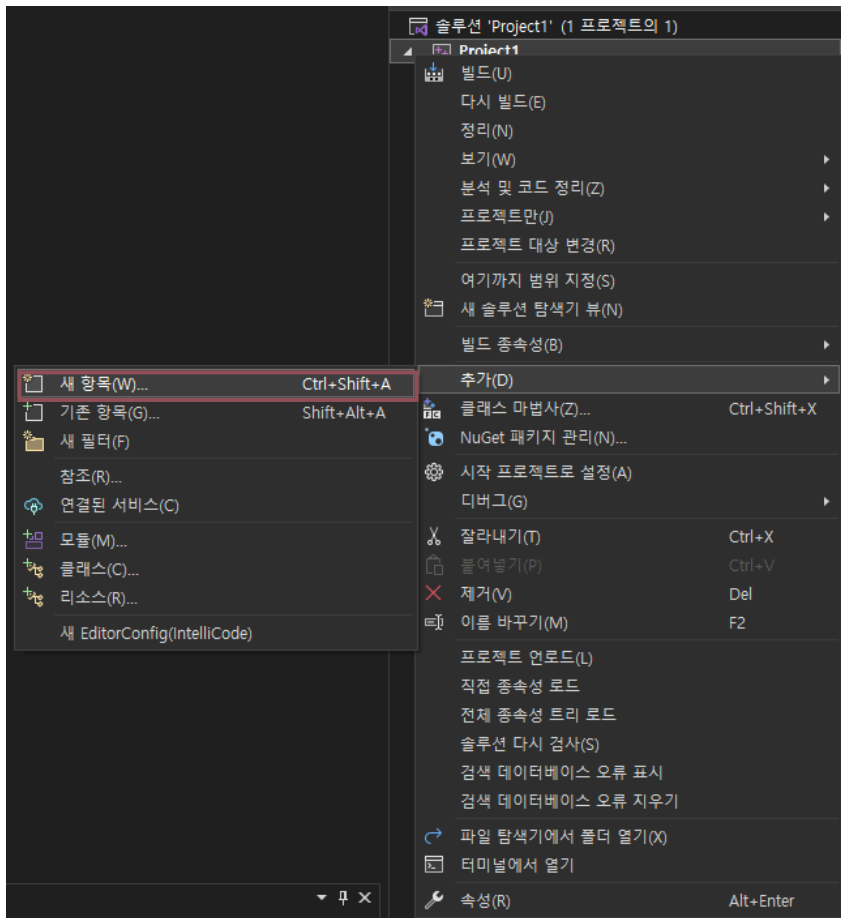 솔루션 'Project1' (1 프로젝트의 1)
Project1
빌드(U)
다시 빌드(E)
정리(N)
보기(W)
분석 및 코드 정리(Z)
프로젝트만(J)
프로젝트 대상 변경(R)
여기까지 범위 지정(S)
새 솔루션 탐색기 뷰(N)
빌드 종속성(B)
추가(D)
클래스 마법사(Z)... Ctrl+Shift+X
NuGet 패키지 관리(N)...
시작 프로젝트로 설정(A)
디버그(G)
잘라내기(T) Ctrl+X
붙여넣기(P) Ctrl+V
제거(V) Del
이름 바꾸기(M) F2
프로젝트 언로드(L)
직접 종속성 로드
전체 종속성 트리 로드
솔루션 다시 검사(S)
검색 데이터베이스 오류 표시
검색 데이터베이스 오류 지우기
파일 탐색기에서 폴더 열기(X)
터미널에서 열기
속성(R) Alt+Enter
새 항목(W)... Ctrl+Shift+A
기존 항목(G)... Shift+Alt+A
새 필터(F)
참조(R)...
연결된 서비스(C)
모듈(M)...
클래스(C)...
리소스(R)...
새 EditorConfig(IntelliCode)